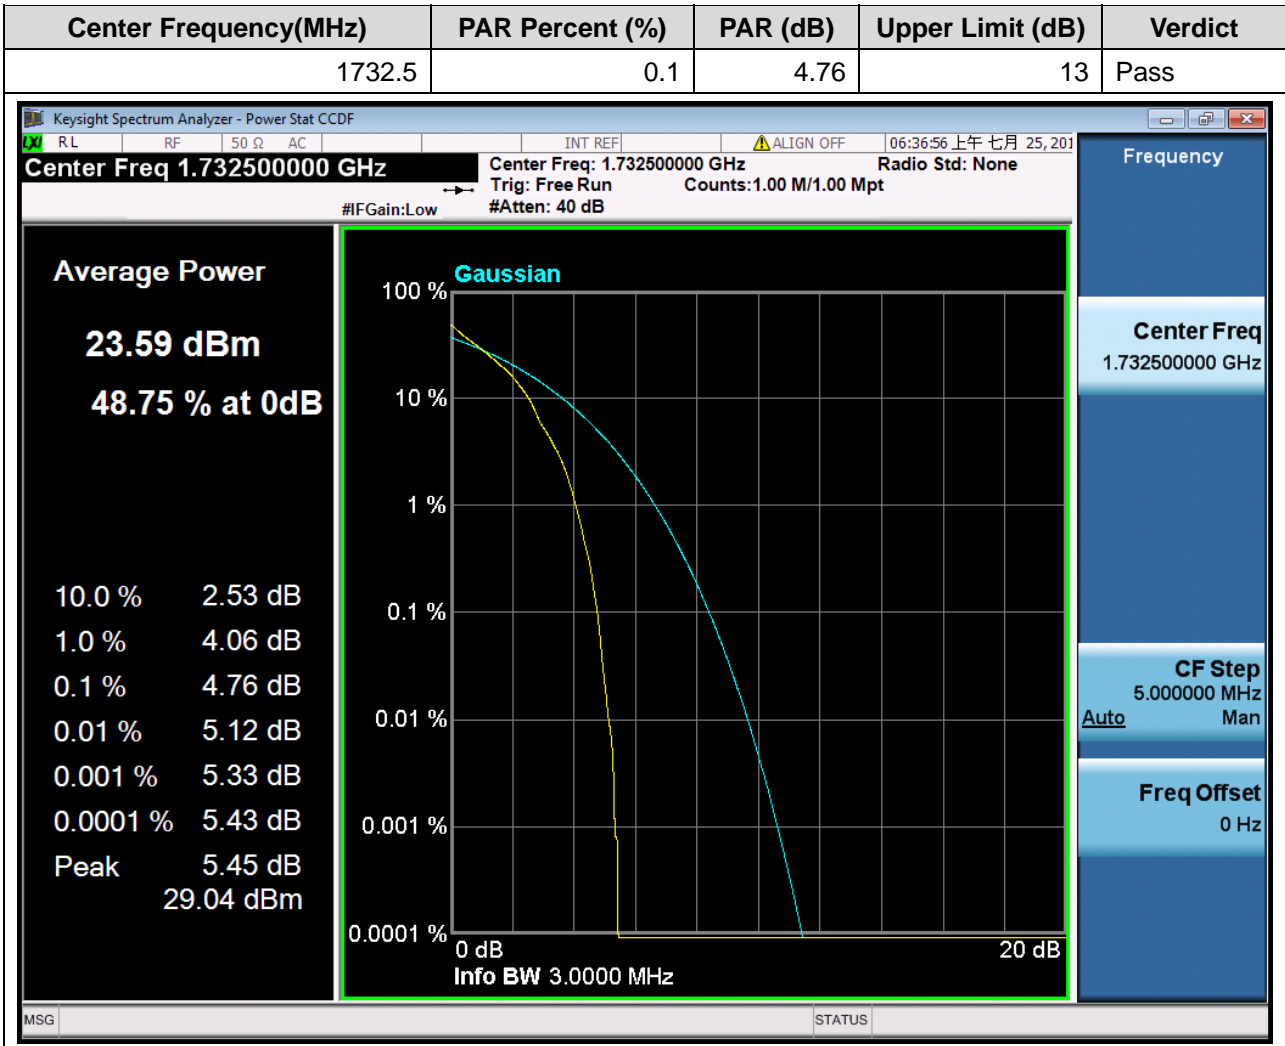 Center Frequency(MHz) PAR Percent (%) PAR (dB) Upper Limit (dB) Verdict
1732.5 0.1 4.76 13 Pass
Keysight Spectrum Analyzer - Power Stat CCDF
LXI RL RF 50 Ω AC INT REF ALIGN OFF 06:36:56 上午 七月 25, 201
Center Freq 1.732500000 GHz
Center Freq: 1.732500000 GHz Radio Std: None
Trig: Free Run Counts:1.00 M/1.00 Mpt
#IFGain:Low #Atten: 40 dB
Frequency
Average Power
23.59 dBm
48.75 % at 0dB
10.0 % 2.53 dB
1.0 % 4.06 dB
0.1 % 4.76 dB
0.01 % 5.12 dB
0.001 % 5.33 dB
0.0001 % 5.43 dB
Peak 5.45 dB
29.04 dBm
Gaussian
100 %
10 %
1 %
0.1 %
0.01 %
0.001 %
0.0001 %
0 dB 20 dB
Info BW 3.0000 MHz
Center Freq
1.732500000 GHz
CF Step
5.000000 MHz
Auto Man
Freq Offset
0 Hz
MSG STATUS